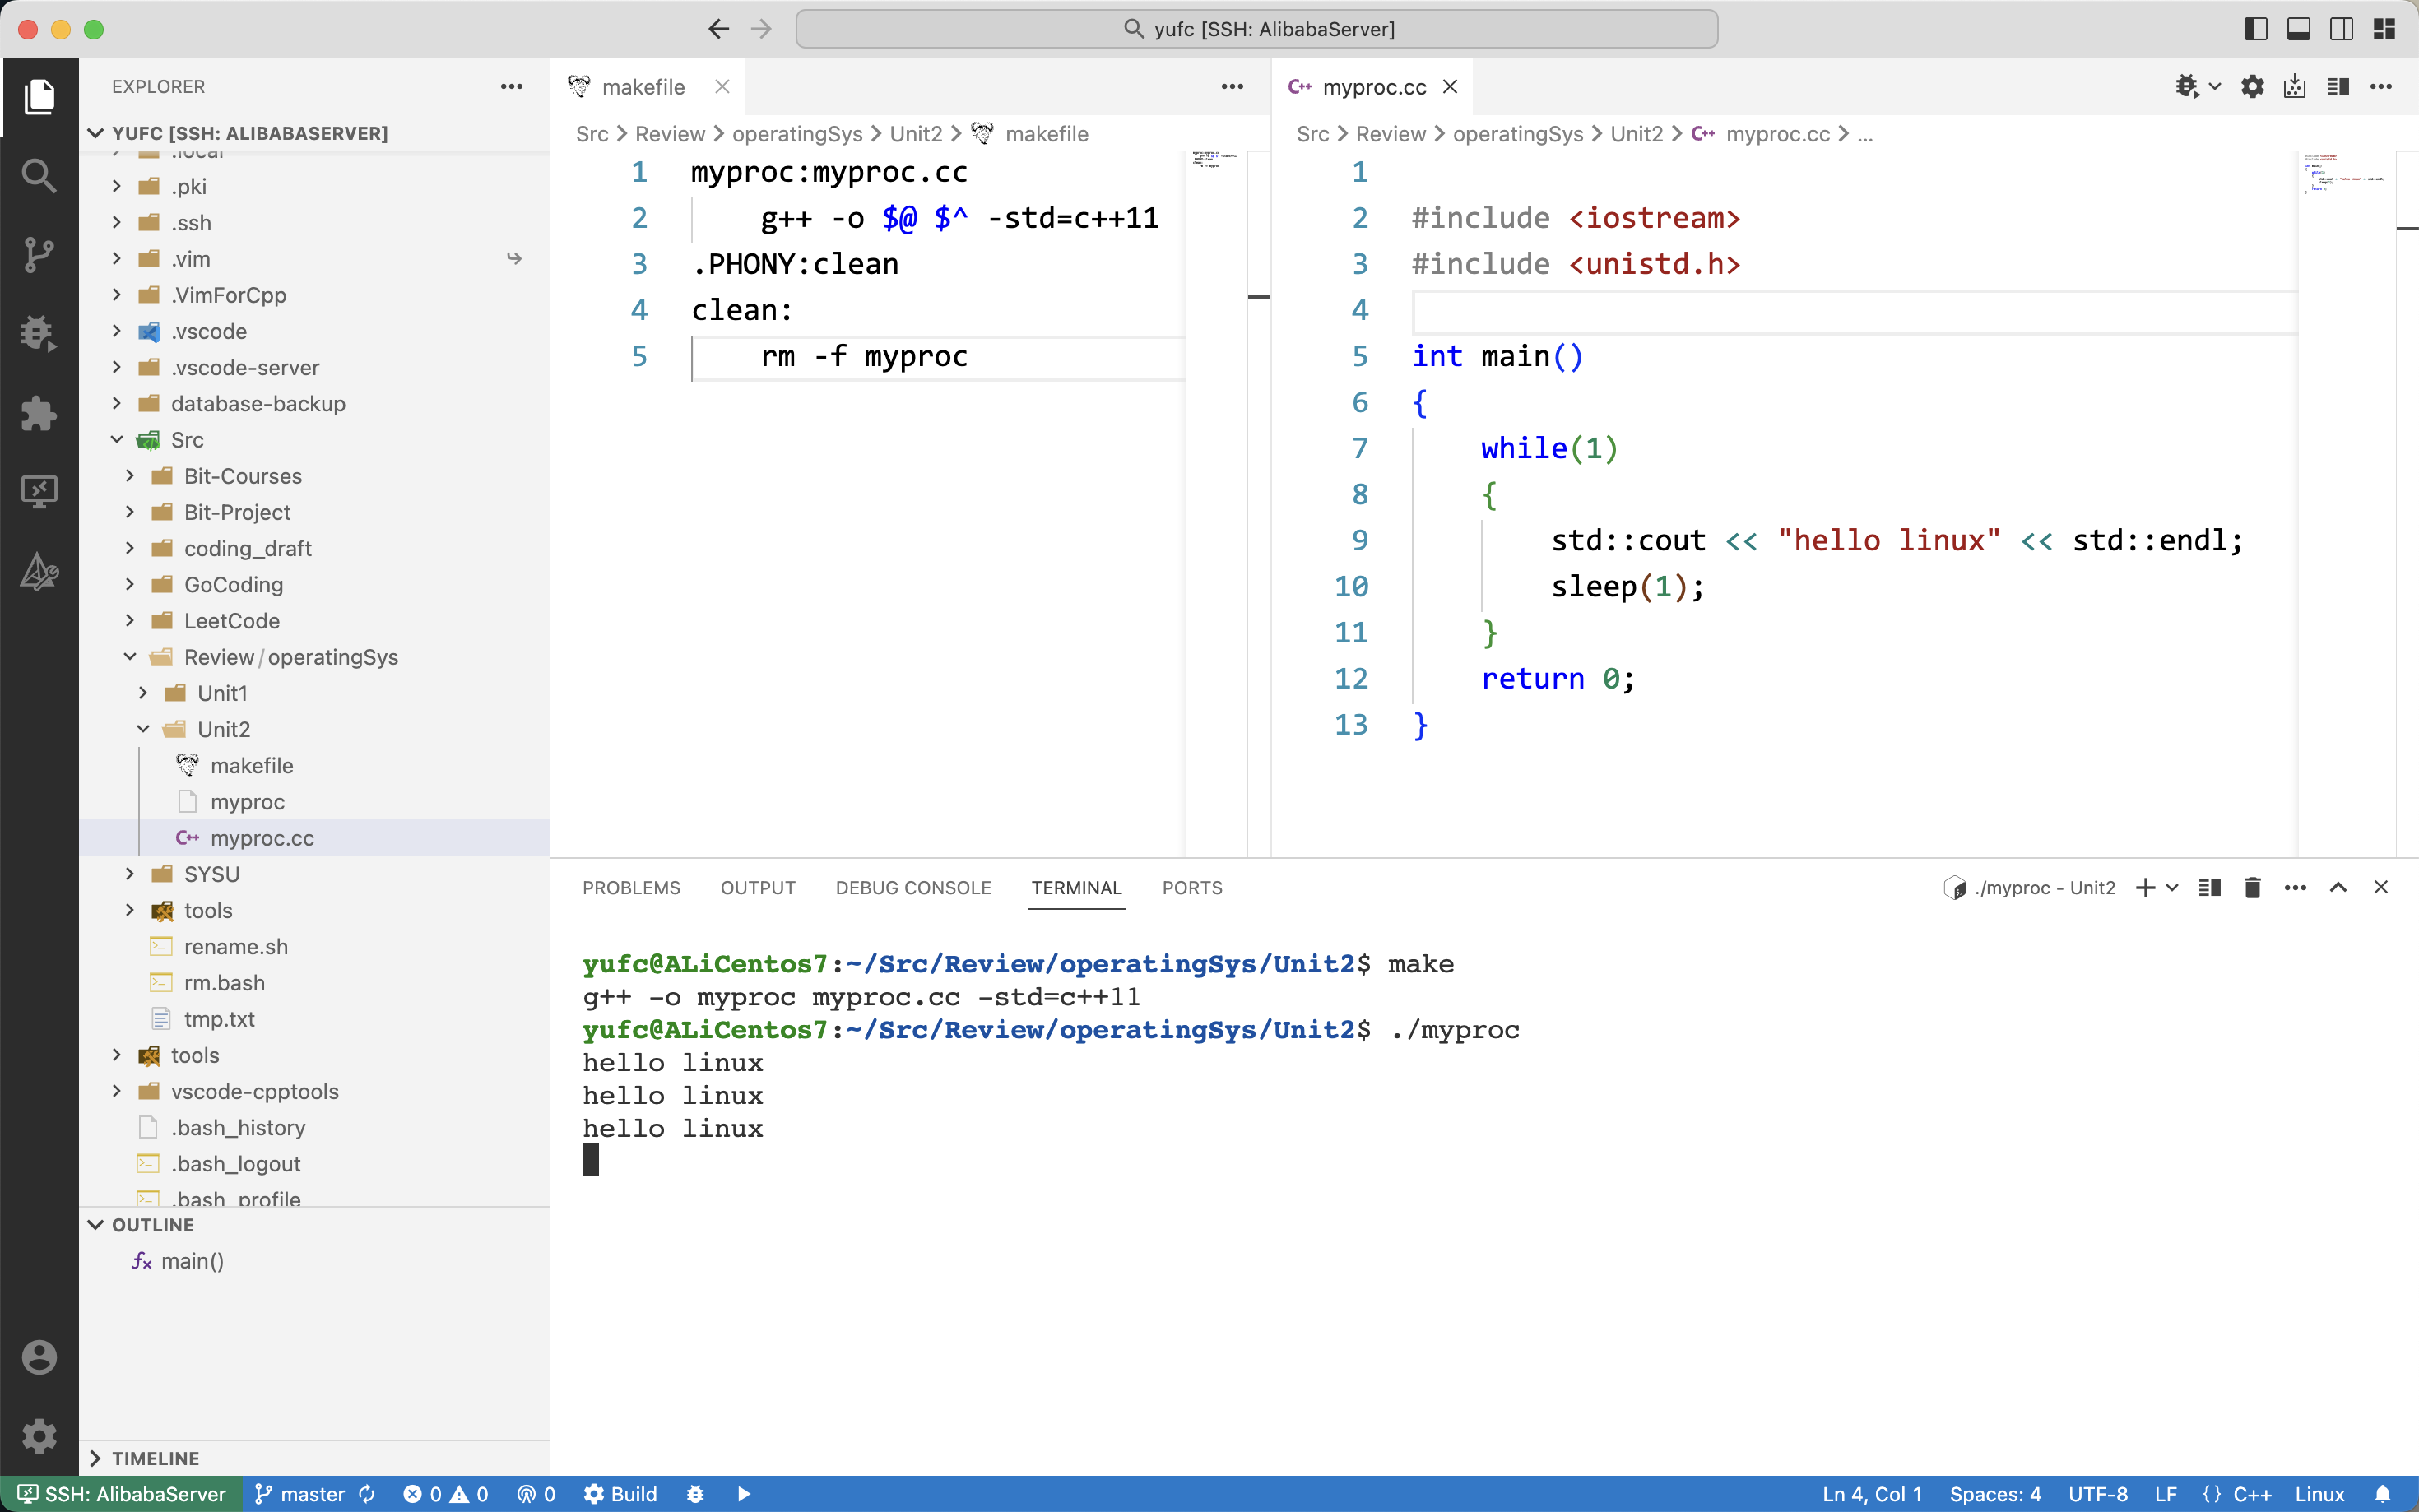 yufc [SSH: AlibabaServer]
EXPLORER
YUFC [SSH: ALIBABASERVER]
.local
.pki
.ssh
.vim
.VimForCpp
.vscode
.vscode-server
database-backup
Src
Bit-Courses
Bit-Project
coding_draft
GoCoding
LeetCode
Review/operatingSys
Unit1
Unit2
makefile
myproc
myproc.cc
SYSU
tools
rename.sh
rm.bash
tmp.txt
tools
vscode-cpptools
.bash_history
.bash_logout
.bash_profile
OUTLINE
main()
TIMELINE
makefile
Src > Review > operatingSys > Unit2 > makefile
1 myproc:myproc.cc
2 g++ -o $@ $^ -std=c++11
3 .PHONY:clean
4 clean:
5 rm -f myproc
C++ myproc.cc
Src > Review > operatingSys > Unit2 > C++ myproc.cc > ...
1
2 #include <iostream>
3 #include <unistd.h>
4
5 int main()
6 {
7 while(1)
8 {
9 std::cout << "hello linux" << std::endl;
10 sleep(1);
11 }
12 return 0;
13 }
PROBLEMS OUTPUT DEBUG CONSOLE TERMINAL PORTS
./myproc - Unit2
yufc@ALiCentos7:~/Src/Review/operatingSys/Unit2$ make
g++ -o myproc myproc.cc -std=c++11
yufc@ALiCentos7:~/Src/Review/operatingSys/Unit2$ ./myproc
hello linux
hello linux
hello linux
SSH: AlibabaServer master 0 0 0 Build Ln 4, Col 1 Spaces: 4 UTF-8 LF {} C++ Linux